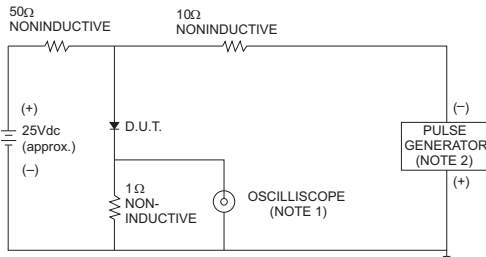 50Ω
NONINDUCTIVE
10Ω
NONINDUCTIVE
(+)
25Vdc
(approx.)
(–)
D.U.T.
1Ω
NON-
INDUCTIVE
OSCILLISCOPE
(NOTE 1)
(–)
PULSE
GENERATOR
(NOTE 2)
(+)